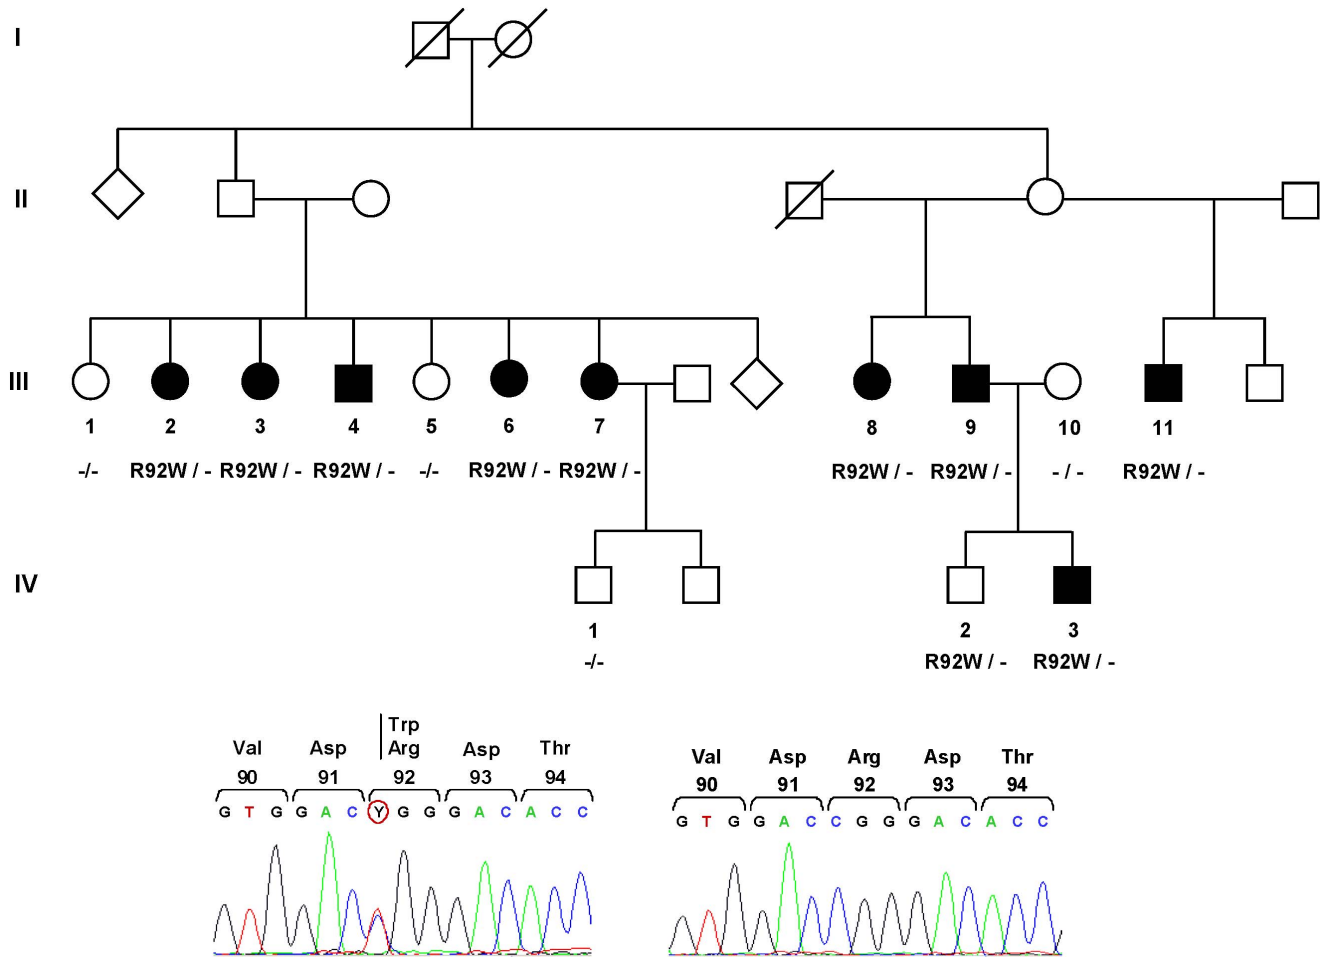 I
II
III
1 2 3 4 5 6 7 8 9 10 11
-/- R92W / - R92W / - R92W / - -/- R92W / - R92W / - R92W / - R92W / - - / - R92W / -
IV
1 2 3
-/- R92W / - R92W / -
Trp
Val Asp Arg Asp Thr
90 91 92 93 94
G T G G A C Y G G G A C A C C
Val Asp Arg Asp Thr
90 91 92 93 94
G T G G A C C G G G A C A C C